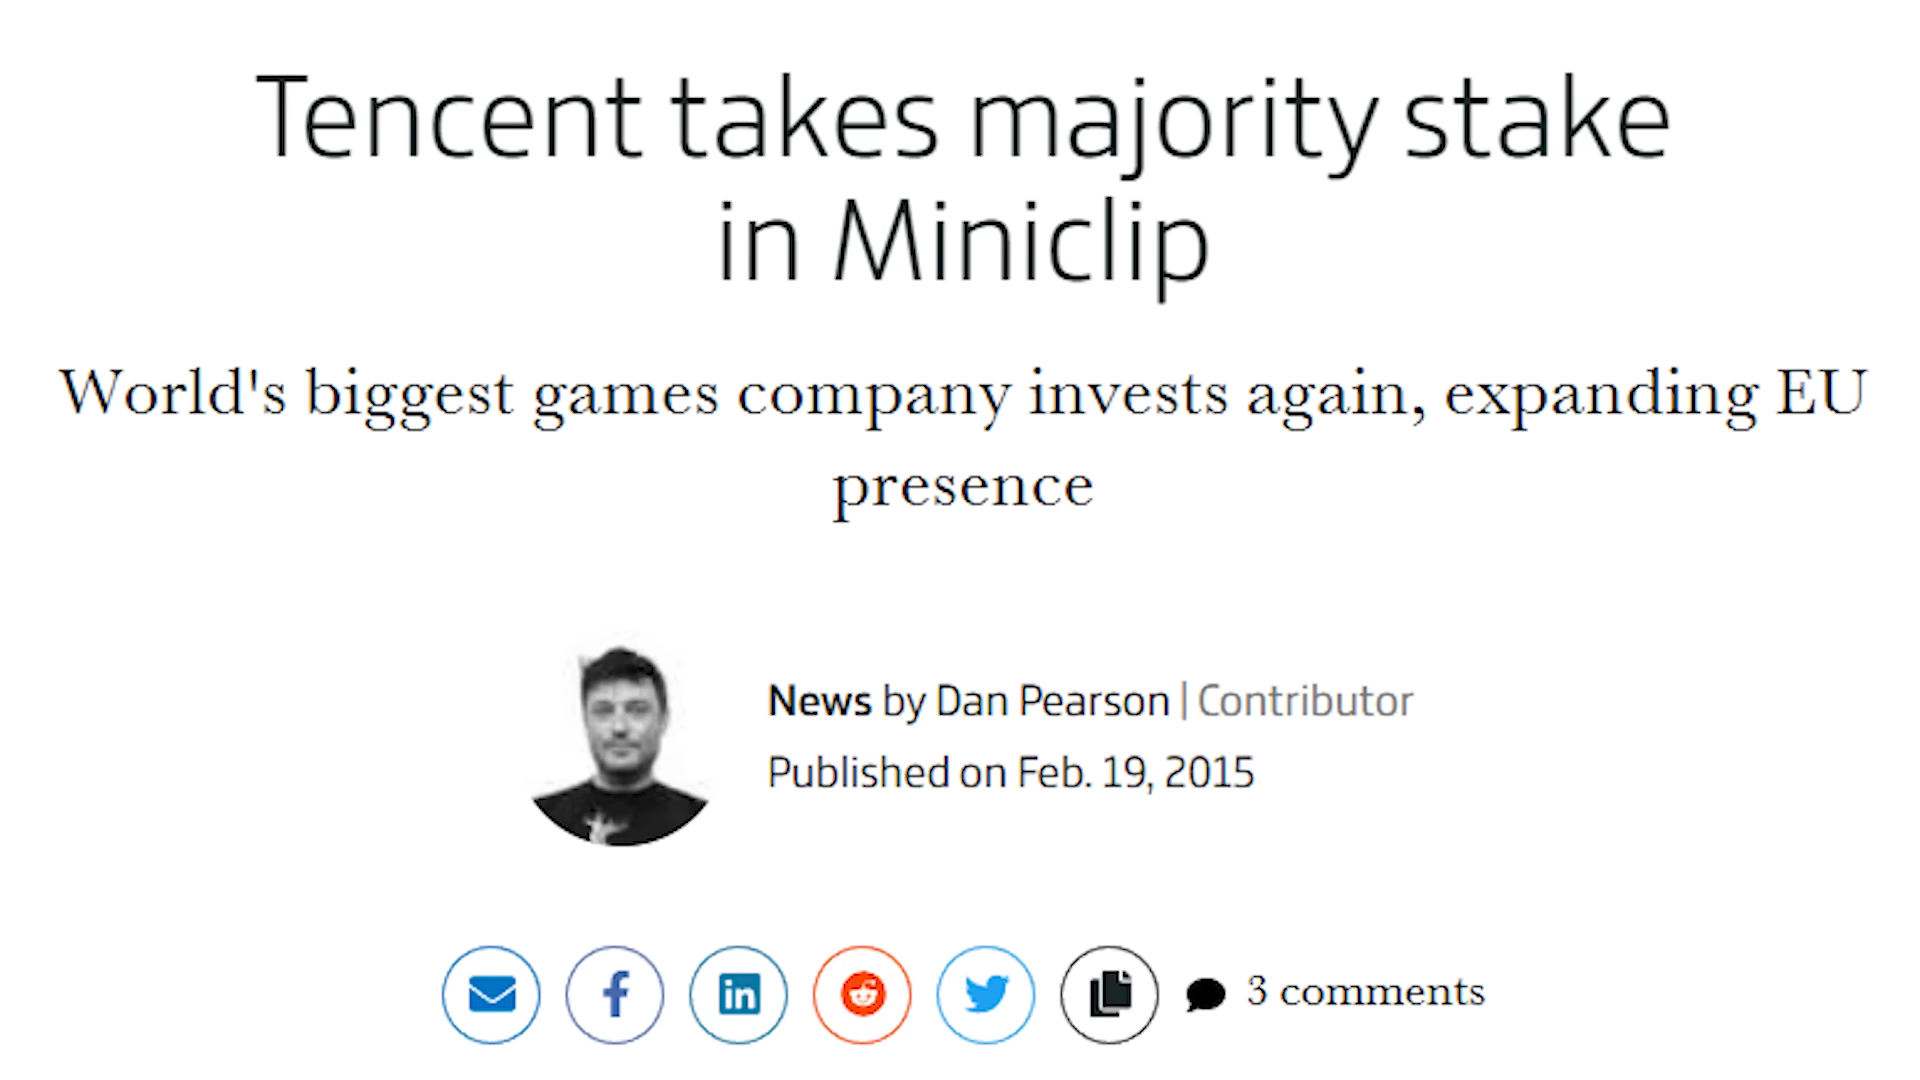 Tencent takes majority stake
in Miniclip
World's biggest games company invests again, expanding EU
presence
News by Dan Pearson | Contributor
Published on Feb. 19, 2015
3 comments